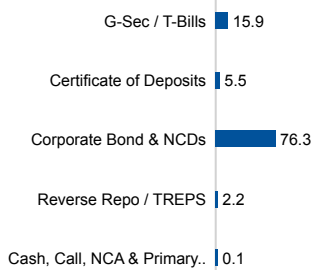 G-Sec / T-Bills 15.9
Certificate of Deposits 5.5
Corporate Bond & NCDs 76.3
Reverse Repo / TREPS 2.2
Cash, Call, NCA & Primary.. 0.1